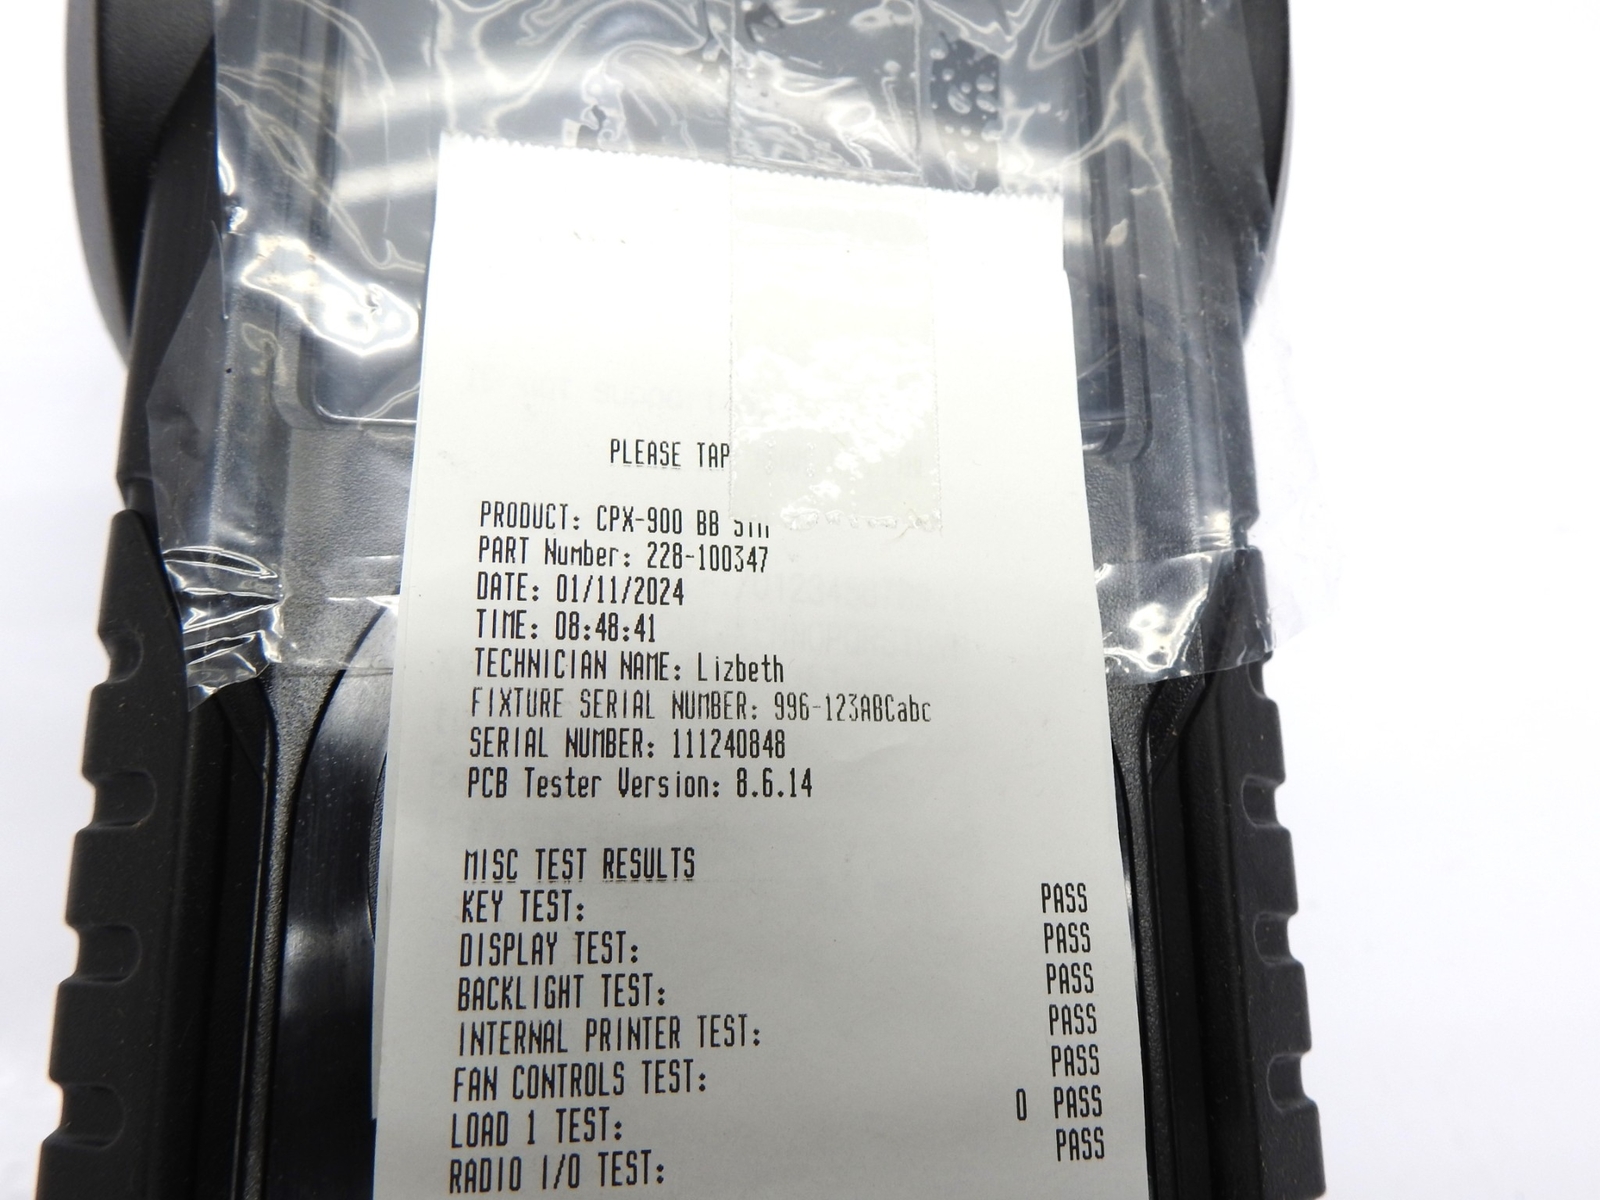 PLEASE TAP
PRODUCT: CPX-900 BB
PART Number: 228-100347
DATE: 01/11/2024
TIME: 08:48:41
TECHNICIAN NAME: Lizbeth
FIXTURE SERIAL NUMBER: 996-123ABCabc
SERIAL NUMBER: 111240848
PCB Tester Version: 8.6.14
MISC TEST RESULTS
KEY TEST: PASS
DISPLAY TEST: PASS
BACKLIGHT TEST: PASS
INTERNAL PRINTER TEST: PASS
FAN CONTROLS TEST: PASS
LOAD 1 TEST: 0 PASS
RADIO I/O TEST: PASS